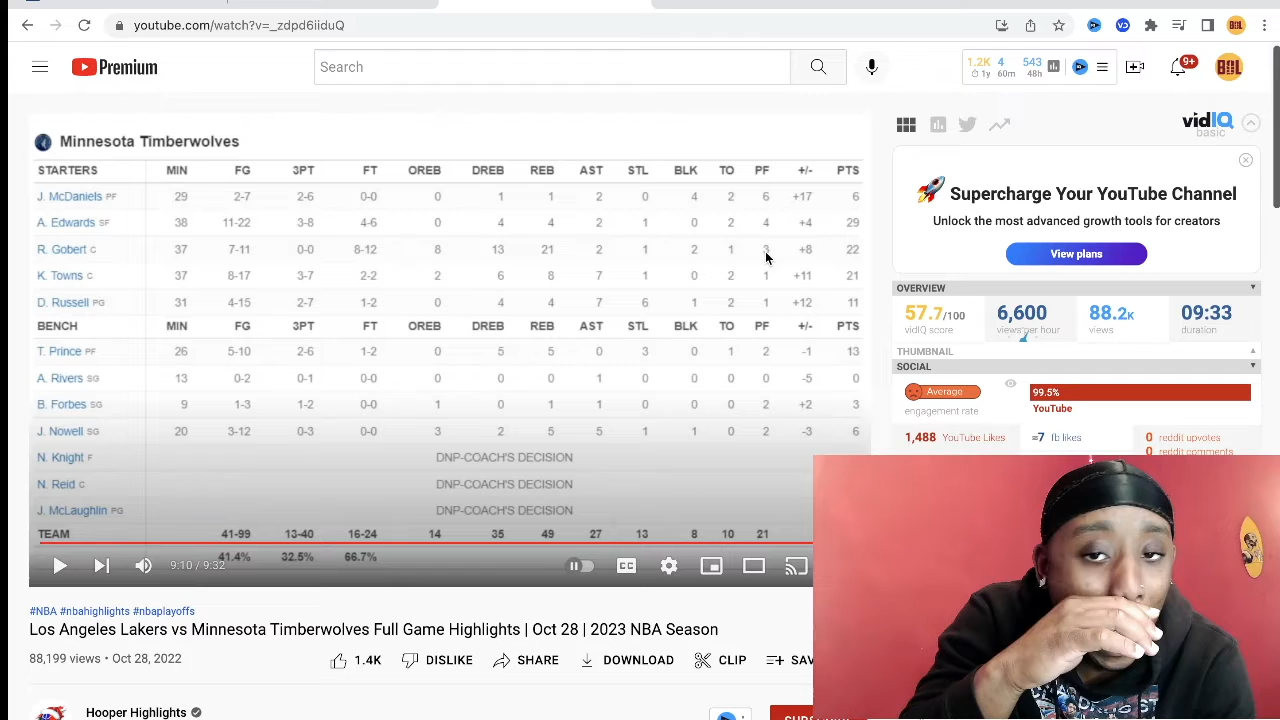 youtube.com/watch?v=_zdpd6iiduQ
Premium
Search
1.2K 4 543
1y 60m 48h
9+
BOL
Minnesota Timberwolves
STARTERS MIN FG 3PT FT OREB DREB REB AST STL BLK TO PF +/- PTS
J. McDaniels PF 29 2-7 2-6 0-0 0 1 1 2 0 4 2 6 +17 6
A. Edwards SF 38 11-22 3-8 4-6 0 4 4 2 1 0 2 4 +4 29
R. Gobert C 37 7-11 0-0 8-12 8 13 21 2 1 2 1 3 +8 22
K. Towns C 37 8-17 3-7 2-2 2 6 8 7 1 0 2 1 +11 21
D. Russell PG 31 4-15 2-7 1-2 0 4 4 7 6 1 2 1 +12 11
BENCH MIN FG 3PT FT OREB DREB REB AST STL BLK TO PF +/- PTS
T. Prince PF 26 5-10 2-6 1-2 0 5 5 0 3 0 1 2 -1 13
A. Rivers SG 13 0-2 0-1 0-0 0 0 0 1 0 0 0 0 -5 0
B. Forbes SG 9 1-3 1-2 0-0 1 0 1 1 0 0 0 2 +2 3
J. Nowell SG 20 3-12 0-3 0-0 3 2 5 5 1 1 0 2 -3 6
N. Knight F DNP-COACH'S DECISION
N. Reid C DNP-COACH'S DECISION
J. McLaughlin PG DNP-COACH'S DECISION
TEAM 41-99 13-40 16-24 14 35 49 27 13 8 10 21
41.4% 32.5% 66.7%
9:10 / 9:32
CC
#NBA #nbahighlights #nbaplayoffs
Los Angeles Lakers vs Minnesota Timberwolves Full Game Highlights | Oct 28 | 2023 NBA Season
88,199 views • Oct 28, 2022
1.4K DISLIKE SHARE DOWNLOAD CLIP SAV
Hooper Highlights
vidIQ
basic
Supercharge Your YouTube Channel
Unlock the most advanced growth tools for creators
View plans
OVERVIEW
57.7/100 6,600 88.2K 09:33
vidIQ score views per hour views duration
THUMBNAIL
SOCIAL
Average 99.5%
engagement rate YouTube
1,488 YouTube Likes =7 fb likes 0 reddit upvotes
0 reddit comments